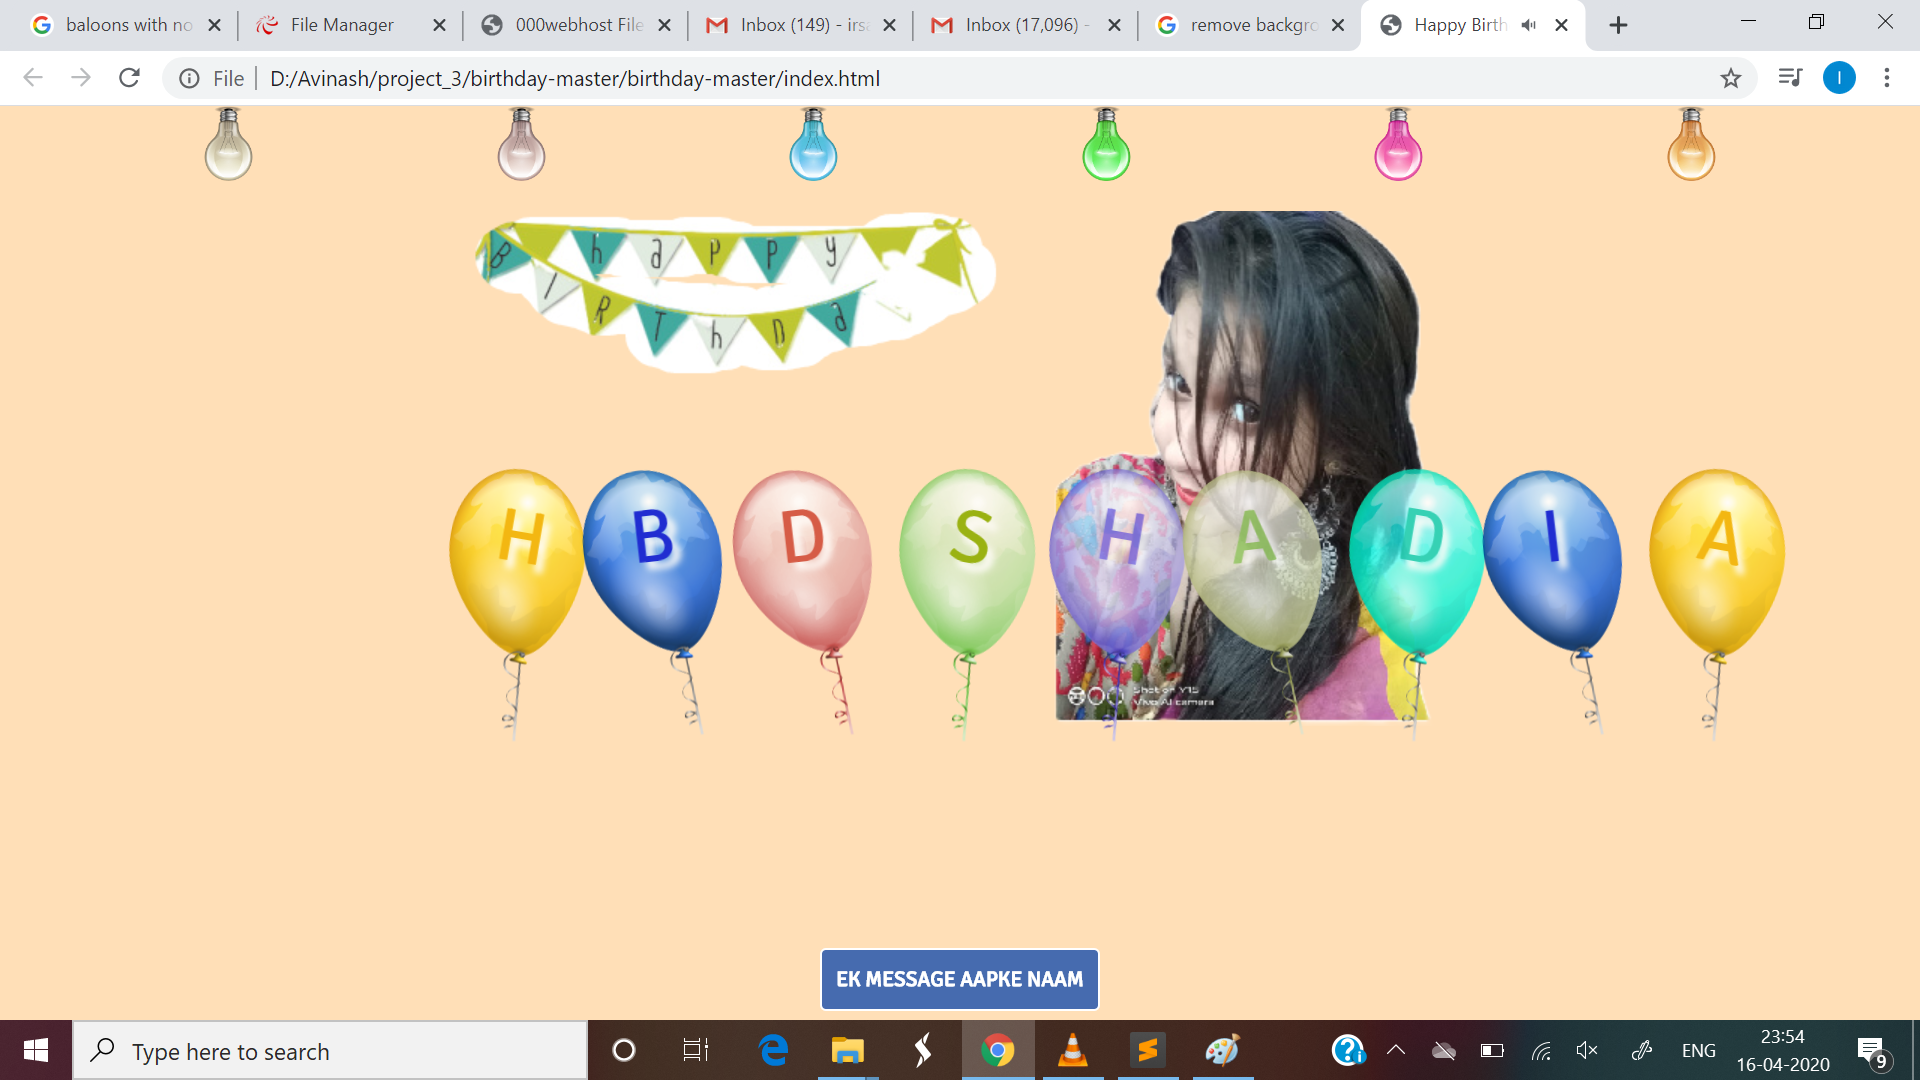 baloons with no
File Manager
000webhost File
Inbox (149) - irsa
Inbox (17,096) -
remove backgro
Happy Birth
File
D:/Avinash/project_3/birthday-master/birthday-master/index.html
I
happy
BIRThDa
H B D S H A D I A
Shot on Y15
Vivo AI camera
EK MESSAGE AAPKE NAAM
Type here to search
ENG
23:54
16-04-2020
9